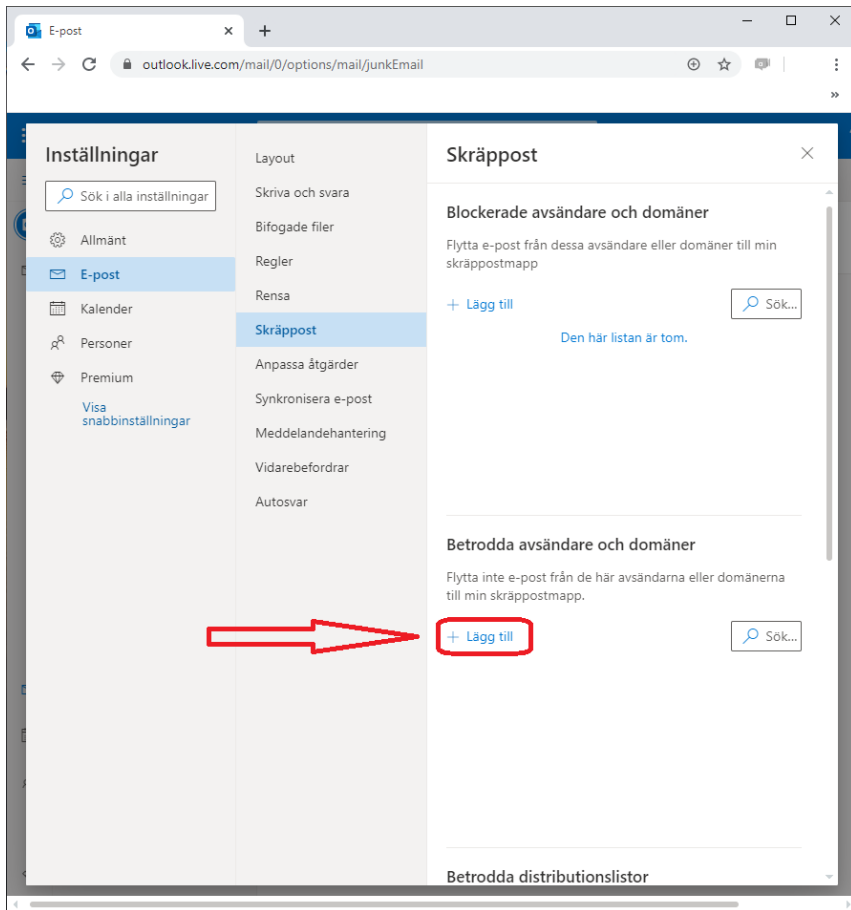 E-post
outlook.live.com/mail/0/options/mail/junkEmail
Inställningar
Sök i alla inställningar
Allmänt
E-post
Kalender
Personer
Premium
Visa
snabbinställningar
Layout
Skriva och svara
Bifogade filer
Regler
Rensa
Skräppost
Anpassa åtgärder
Synkronisera e-post
Meddelandehantering
Vidarebefordrar
Autosvar
Skräppost
Blockerade avsändare och domäner
Flytta e-post från dessa avsändare eller domäner till min
skräppostmapp
+ Lägg till
Sök...
Den här listan är tom.
Betrodda avsändare och domäner
Flytta inte e-post från de här avsändarna eller domänerna
till min skräppostmapp.
+ Lägg till
Sök...
Betrodda distributionslistor